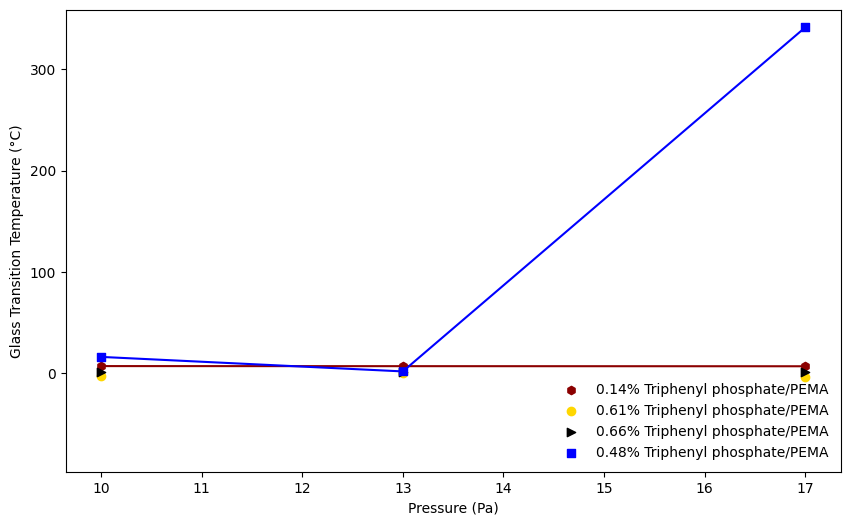 300
200
100
0
Glass Transition Temperature (°C)
10 11 12 13 14 15 16 17
Pressure (Pa)
0.14% Triphenyl phosphate/PEMA
0.61% Triphenyl phosphate/PEMA
0.66% Triphenyl phosphate/PEMA
0.48% Triphenyl phosphate/PEMA